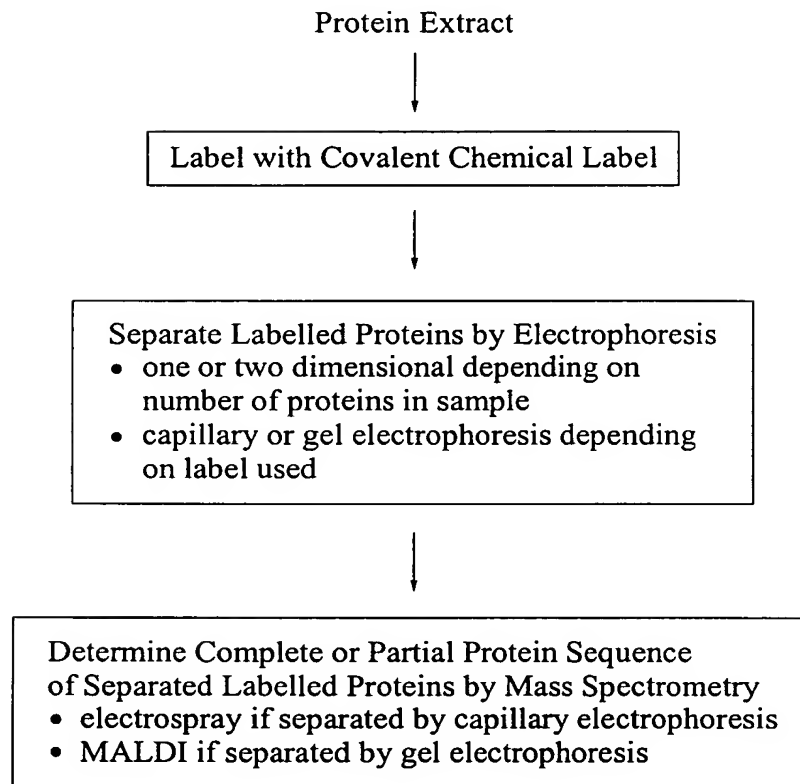 Protein Extract
Label with Covalent Chemical Label
Separate Labelled Proteins by Electrophoresis
• one or two dimensional depending on
number of proteins in sample
• capillary or gel electrophoresis depending
on label used
Determine Complete or Partial Protein Sequence
of Separated Labelled Proteins by Mass Spectrometry
• electrospray if separated by capillary electrophoresis
• MALDI if separated by gel electrophoresis